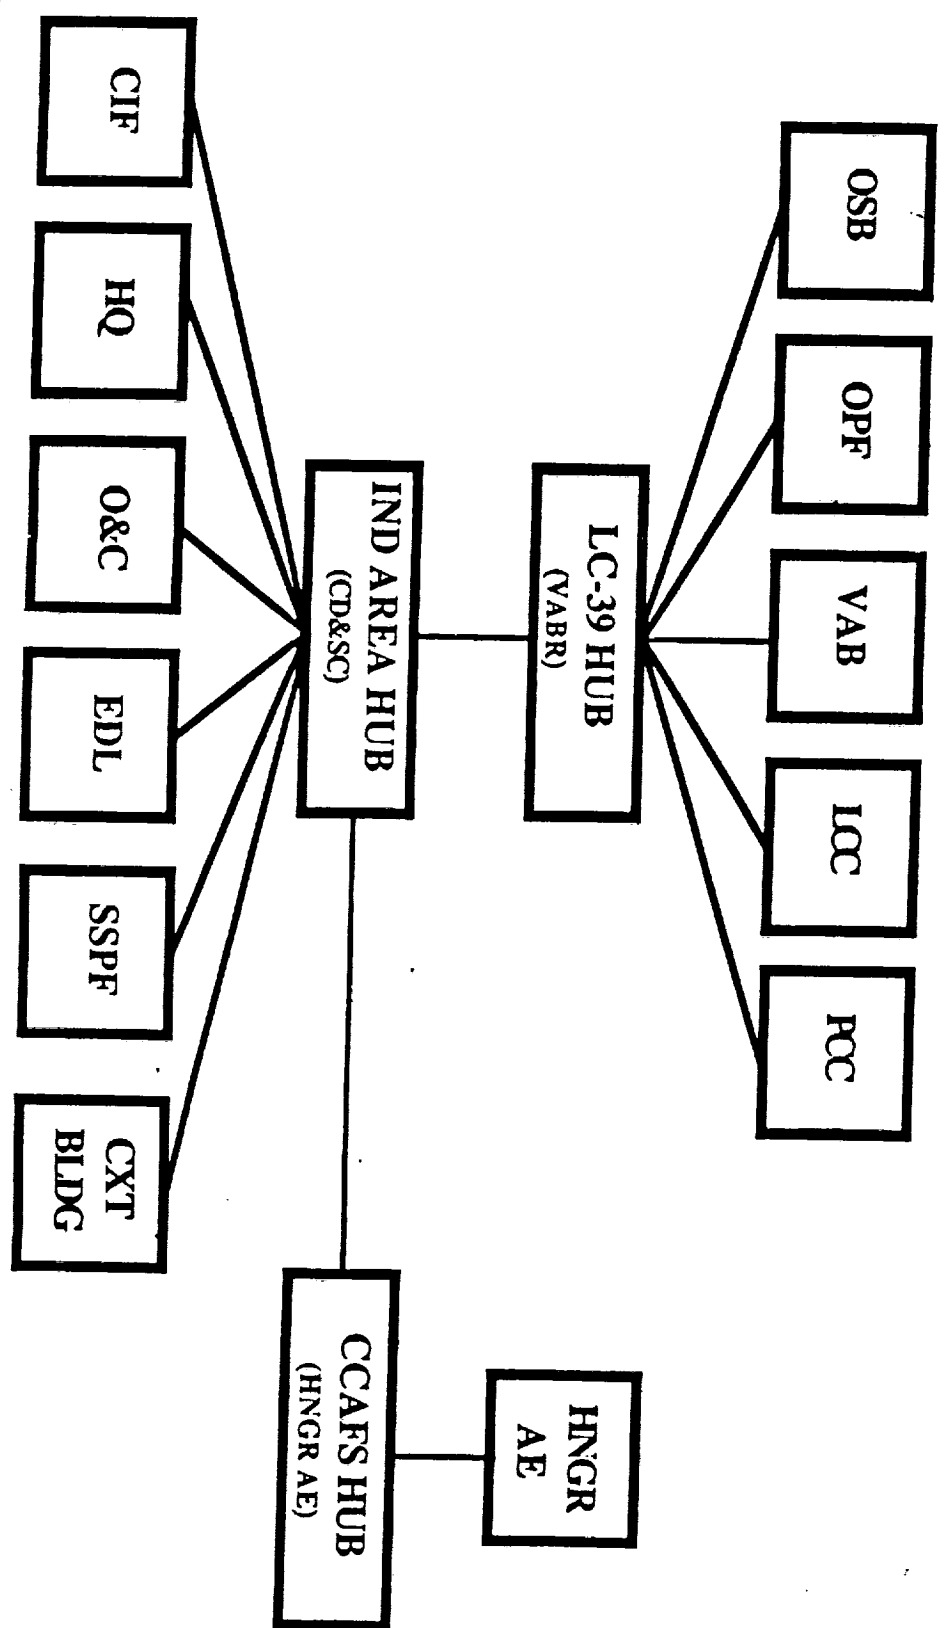 OSB
OPF
VAB
LCC
PCC
LC-39 HUB
(VABR)
HNGR
AE
IND AREA HUB
(CD&SC)
CCAFS HUB
(HNGR AE)
CIF
HQ
O&C
EDL
SSPF
CXT
BLDG